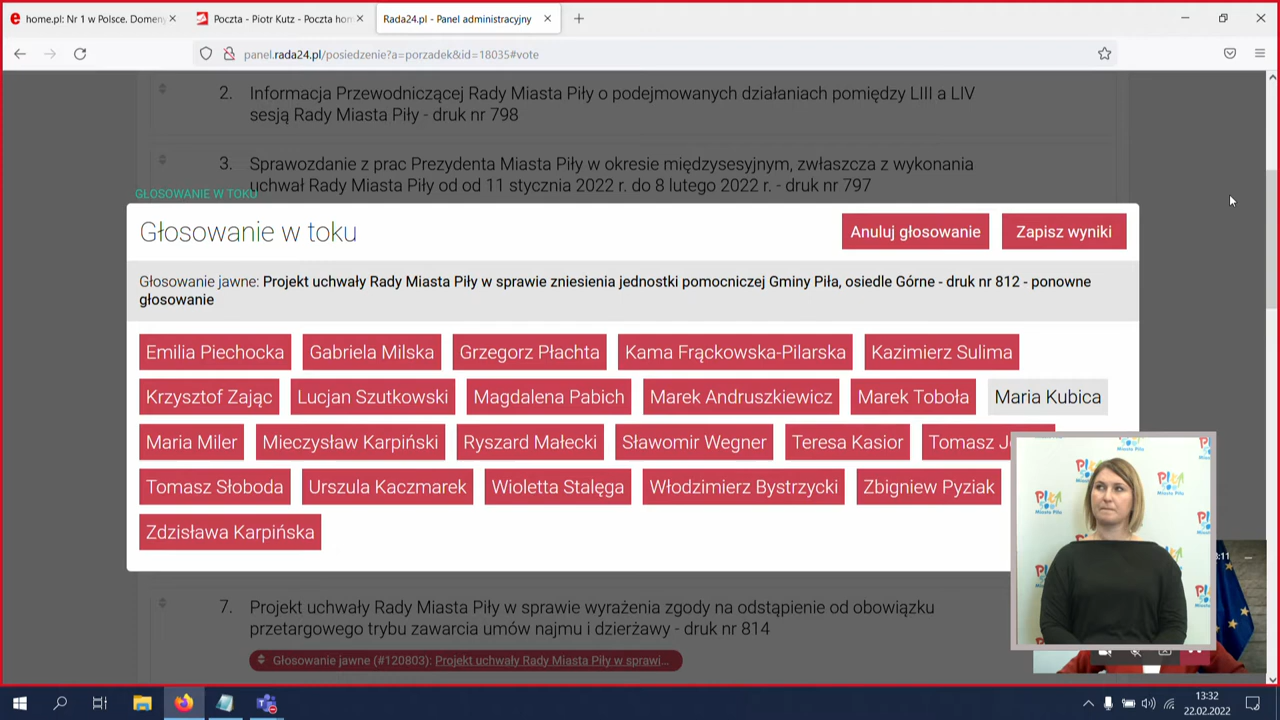 home.pl: Nr 1 w Polsce. Domeny
Poczta - Piotr Kutz - Poczta hom
Rada24.pl - Panel administracyjny
panel.rada24.pl/posiedzenie?a=porzadek&id=18035#vote
2. Informacja Przewodniczącej Rady Miasta Piły o podejmowanych działaniach pomiędzy LIII a LIV
sesją Rady Miasta Piły - druk nr 798
3. Sprawozdanie z prac Prezydenta Miasta Piły w okresie międzysesyjnym, zwłaszcza z wykonania
uchwał Rady Miasta Piły od od 11 stycznia 2022 r. do 8 lutego 2022 r. - druk nr 797
GŁOSOWANIE W TOKU
Głosowanie w toku
Anuluj głosowanie
Zapisz wyniki
Głosowanie jawne: Projekt uchwały Rady Miasta Piły w sprawie zniesienia jednostki pomocniczej Gminy Piła, osiedle Górne - druk nr 812 - ponowne
głosowanie
Emilia Piechocka Gabriela Milska Grzegorz Płachta Kama Frąckowska-Pilarska Kazimierz Sulima
Krzysztof Zając Lucjan Szutkowski Magdalena Pabich Marek Andruszkiewicz Marek Toboła Maria Kubica
Maria Miler Mieczysław Karpiński Ryszard Małecki Sławomir Wegner Teresa Kasior Tomasz
Tomasz Słoboda Urszula Kaczmarek Wioletta Stalęga Włodzimierz Bystrzycki Zbigniew Pyziak
Zdzisława Karpińska
7. Projekt uchwały Rady Miasta Piły w sprawie wyrażenia zgody na odstąpienie od obowiązku
przetargowego trybu zawarcia umów najmu i dzierżawy - druk nr 814
Głosowanie jawne (#120803): Projekt uchwały Rady Miasta Piły w sprawi...
PIŁA
Miasta Piła
13:32
22.02.2022